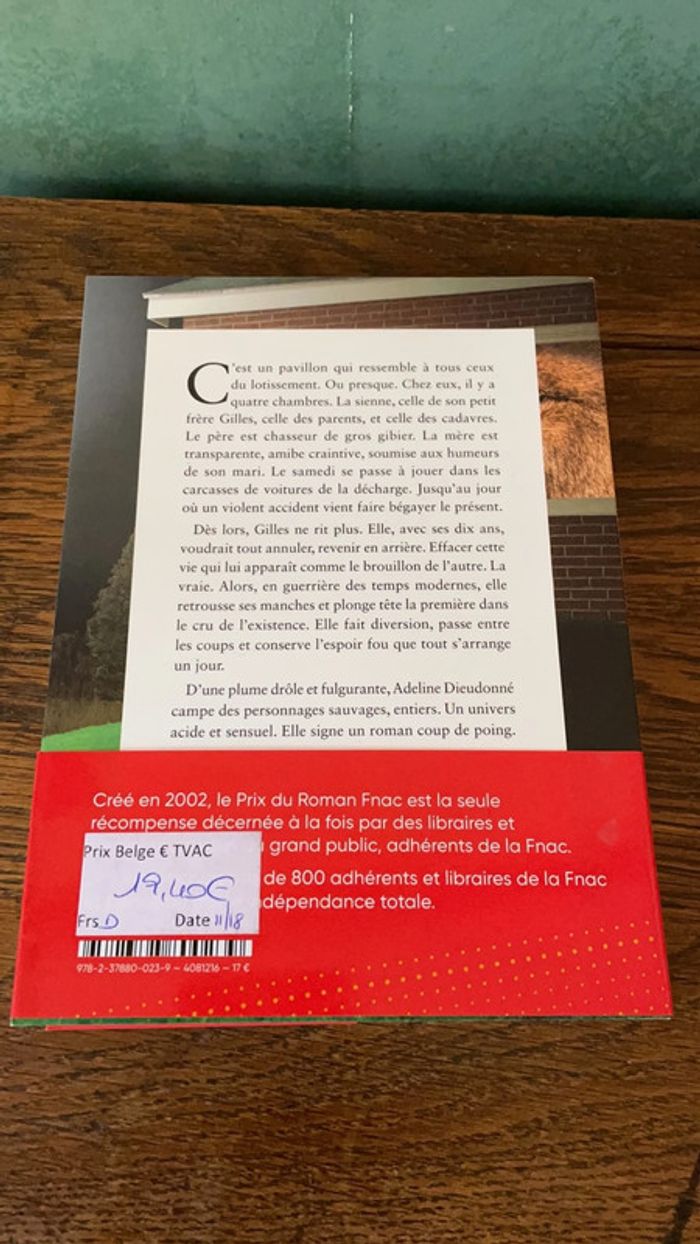 C'est un pavillon qui ressemble à tous ceux
du lotissement. Ou presque. Chez eux, il y a
quatre chambres. La sienne, celle de son petit
frère Gilles, celle des parents, et celle des cadavres.
Le père est chasseur de gros gibier. La mère est
transparente, amibe craintive, soumise aux humeurs
de son mari. Le samedi se passe à jouer dans les
carcasses de voitures de la décharge. Jusqu'au jour
où un violent accident vient faire bégayer le présent.
Dès lors, Gilles ne rit plus. Elle, avec ses dix ans,
voudrait tout annuler, revenir en arrière. Effacer cette
vie qui lui apparaît comme le brouillon de l'autre. La
vraie. Alors, en guerrière des temps modernes, elle
retrousse ses manches et plonge tête la première dans
le cru de l'existence. Elle fait diversion, passe entre
les coups et conserve l'espoir fou que tout s'arrange
un jour.
D'une plume drôle et fulgurante, Adeline Dieudonné
campe des personnages sauvages, entiers. Un univers
acide et sensuel. Elle signe un roman coup de poing.
Créé en 2002, le Prix du Roman Fnac est la seule
récompense décernée à la fois par des libraires et
grand public, adhérents de la Fnac.
de 800 adhérents et libraires de la Fnac
dépendance totale.
Prix Belge € TVAC
19,40€
Frs D Date 11/18
978-2-37880-023-9 – 4081216 – 17 €